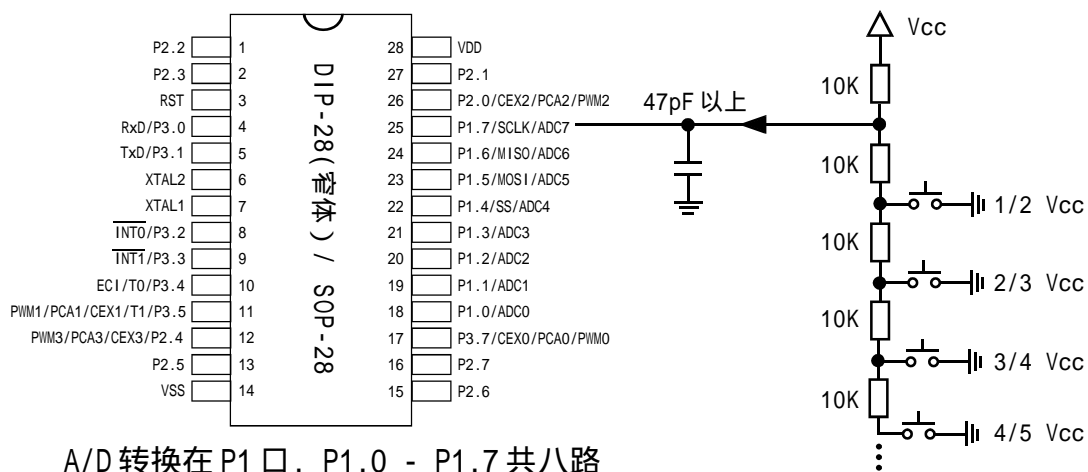 P2.2 1 28 VDD
P2.3 2 27 P2.1
RST 3 26 P2.0/CEX2/PCA2/PWM2
RxD/P3.0 4 25 P1.7/SCLK/ADC7
TxD/P3.1 5 24 P1.6/MISO/ADC6
XTAL2 6 23 P1.5/MOSI/ADC5
XTAL1 7 22 P1.4/SS/ADC4
INT0/P3.2 8 21 P1.3/ADC3
INT1/P3.3 9 20 P1.2/ADC2
ECI/T0/P3.4 10 19 P1.1/ADC1
PWM1/PCA1/CEX1/T1/P3.5 11 18 P1.0/ADC0
PWM3/PCA3/CEX3/P2.4 12 17 P3.7/CEX0/PCA0/PWM0
P2.5 13 16 P2.7
VSS 14 15 P2.6
DIP-28(窄体) / SOP-28
47pF 以上
Vcc
10K
10K
1/2 Vcc
10K
2/3 Vcc
10K
3/4 Vcc
10K
4/5 Vcc
A/D 转换在 P1 口, P1.0 - P1.7 共八路